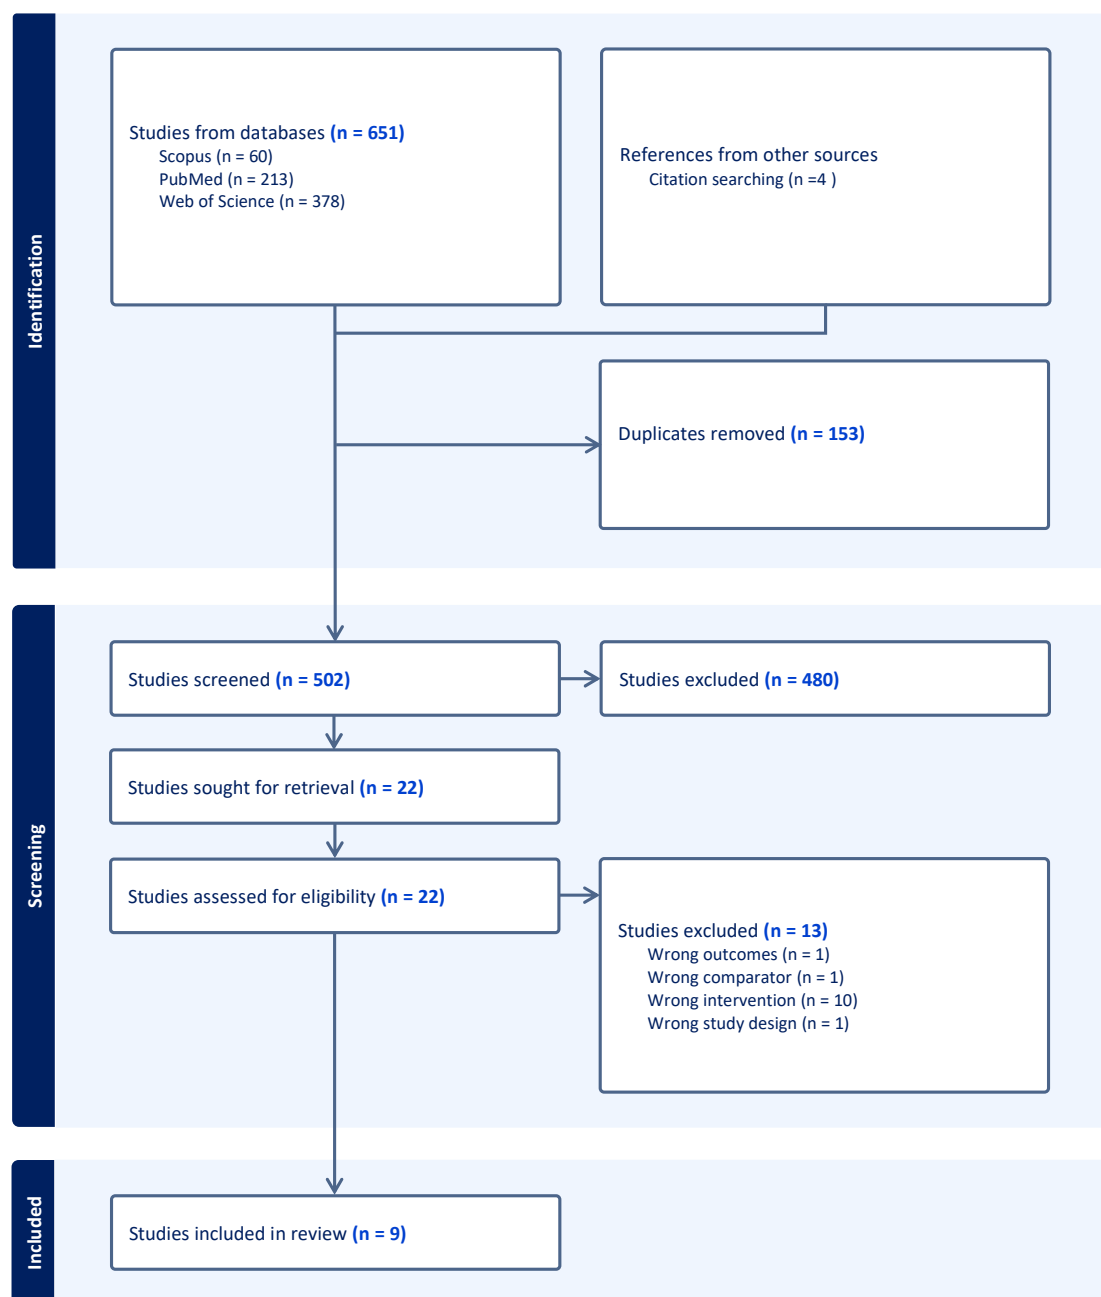 Identification
Studies from databases (n = 651)
Scopus (n = 60)
PubMed (n = 213)
Web of Science (n = 378)
References from other sources
Citation searching (n =4 )
Duplicates removed (n = 153)
Screening
Studies screened (n = 502)
Studies excluded (n = 480)
Studies sought for retrieval (n = 22)
Studies assessed for eligibility (n = 22)
Studies excluded (n = 13)
Wrong outcomes (n = 1)
Wrong comparator (n = 1)
Wrong intervention (n = 10)
Wrong study design (n = 1)
Included
Studies included in review (n = 9)